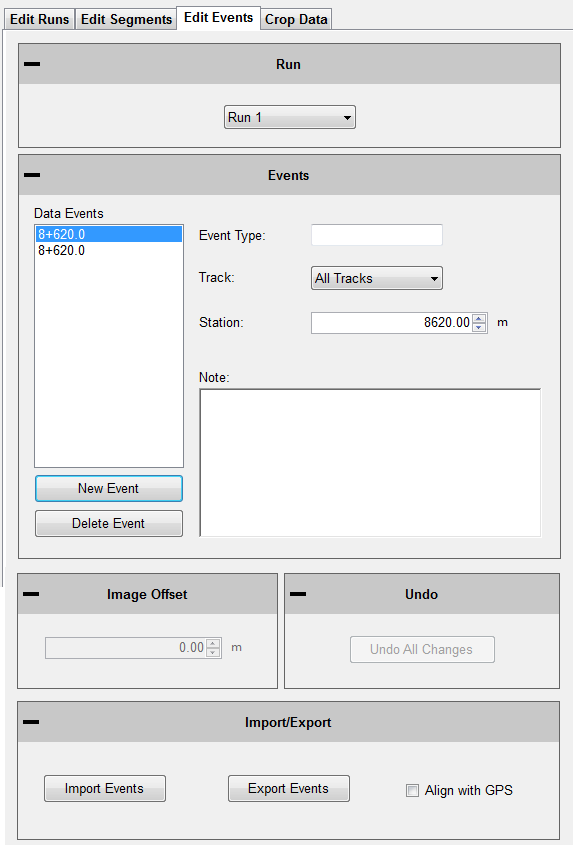 Edit Runs Edit Segments Edit Events Crop Data
Run
Run 1
Events
Data Events
8+620.0
8+620.0
New Event
Delete Event
Event Type:
Track: All Tracks
Station: 8620.00 m
Note:
Image Offset
0.00 m
Undo
Undo All Changes
Import/Export
Import Events Export Events Align with GPS